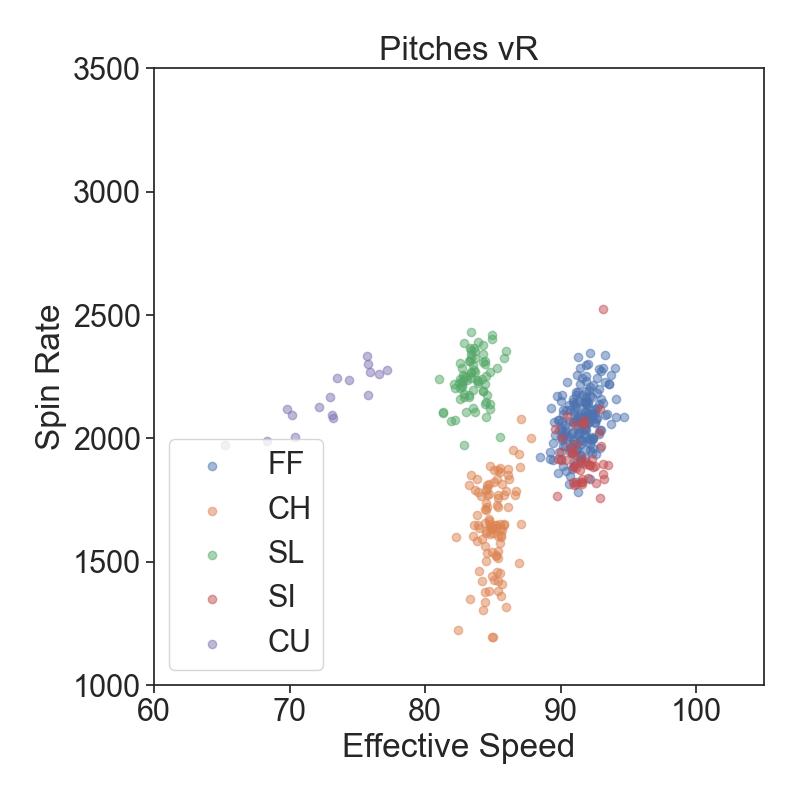 Pitches vR
3500
3000
2500
2000
1500
1000
Spin Rate
FF
CH
SL
SI
CU
60 70 80 90 100
Effective Speed